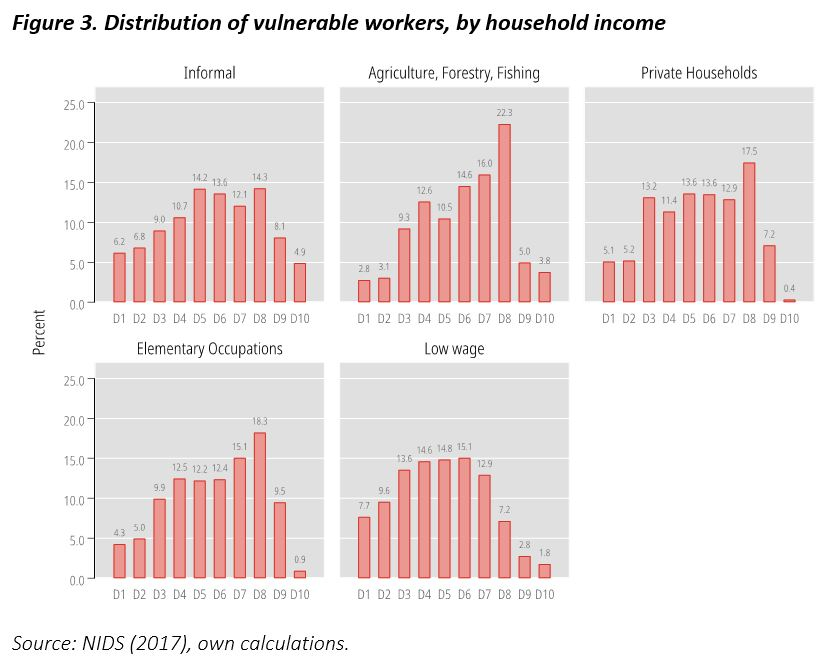 Figure 3. Distribution of vulnerable workers, by household income
Informal
25.0
20.0
15.0
10.0
5.0
0.0
6.2 6.8 9.0 10.7 14.2 13.6 12.1 14.3 8.1 4.9
D1 D2 D3 D4 D5 D6 D7 D8 D9 D10
Agriculture, Forestry, Fishing
2.8 3.1 9.3 12.6 10.5 14.6 16.0 22.3 5.0 3.8
D1 D2 D3 D4 D5 D6 D7 D8 D9 D10
Private Households
5.1 5.2 13.2 11.4 13.6 13.6 12.9 17.5 7.2 0.4
D1 D2 D3 D4 D5 D6 D7 D8 D9 D10
Percent
Elementary Occupations
25.0
20.0
15.0
10.0
5.0
0.0
4.3 5.0 9.9 12.5 12.2 12.4 15.1 18.3 9.5 0.9
D1 D2 D3 D4 D5 D6 D7 D8 D9 D10
Low wage
7.7 9.6 13.6 14.6 14.8 15.1 12.9 7.2 2.8 1.8
D1 D2 D3 D4 D5 D6 D7 D8 D9 D10
Source: NIDS (2017), own calculations.